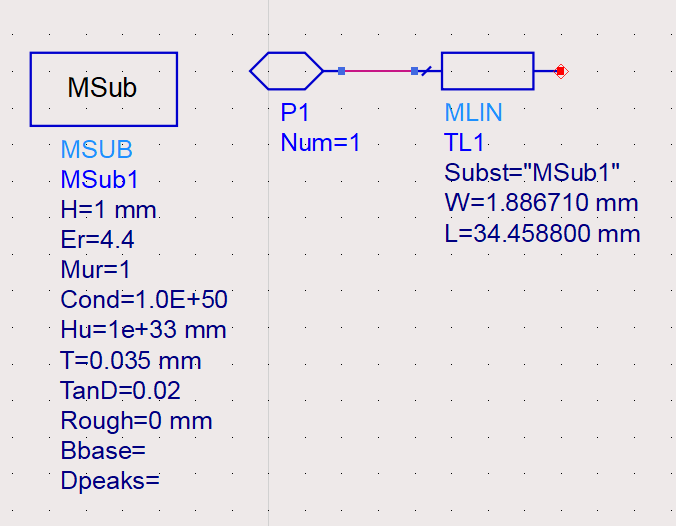 MSub
MSUB
MSub1
H=1 mm
Er=4.4
Mur=1
Cond=1.0E+50
Hu=1e+33 mm
T=0.035 mm
TanD=0.02
Rough=0 mm
Bbase=
Dpeaks=
P1
Num=1
MLIN
TL1
Subst="MSub1"
W=1.886710 mm
L=34.458800 mm